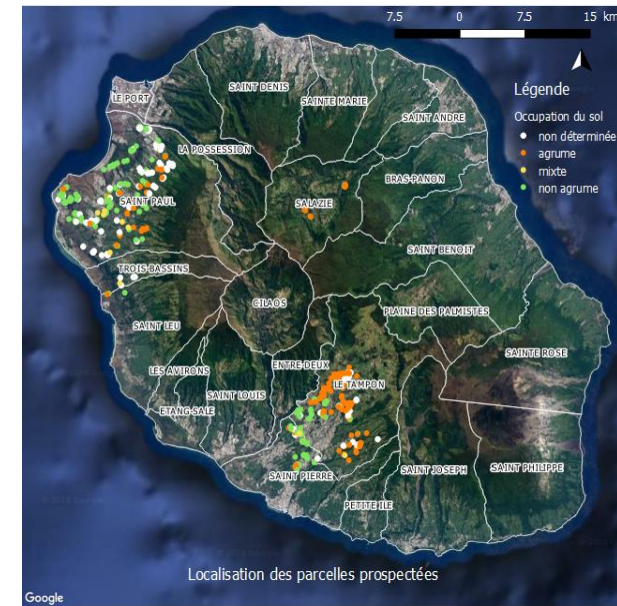 7.5 0 7.5 15 km
Légende
Occupation du sol
non déterminée
agrume
mixte
non agrume
LE PORT
SAINT DENIS
SAINTE MARIE
SAINT ANDRE
LA POSSESSION
BRAS-PANON
SAINT PAUL
SALAZIE
SAINT BENOIT
TROIS-BASSINS
CILAOS
PLAINE DES PALMISTES
SAINT LEU
SAINTE ROSE
ENTRE-DEUX
LES AVIRONS
LE TAMPON
SAINT LOUIS
ETANG-SALE
SAINT JOSEPH
SAINT PHILIPPE
SAINT PIERRE
PETITE ILE
Localisation des parcelles prospectées
Google